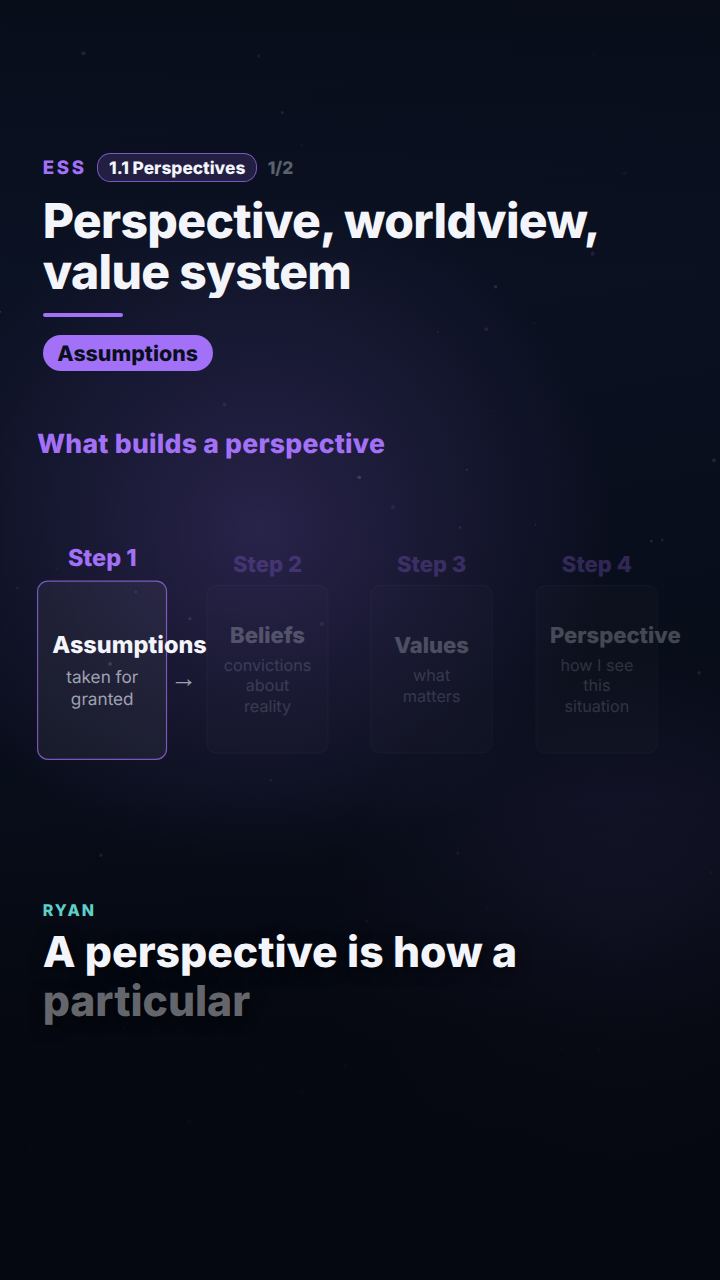 ESS 1.1 Perspectives 1/2
Perspective, worldview,
value system
Assumptions
What builds a perspective
Step 1
Assumptions
taken for
granted
→
Step 2
Beliefs
convictions
about
reality
Step 3
Values
what
matters
Step 4
Perspective
how I see
this
situation
RYAN
A perspective is how a
particular